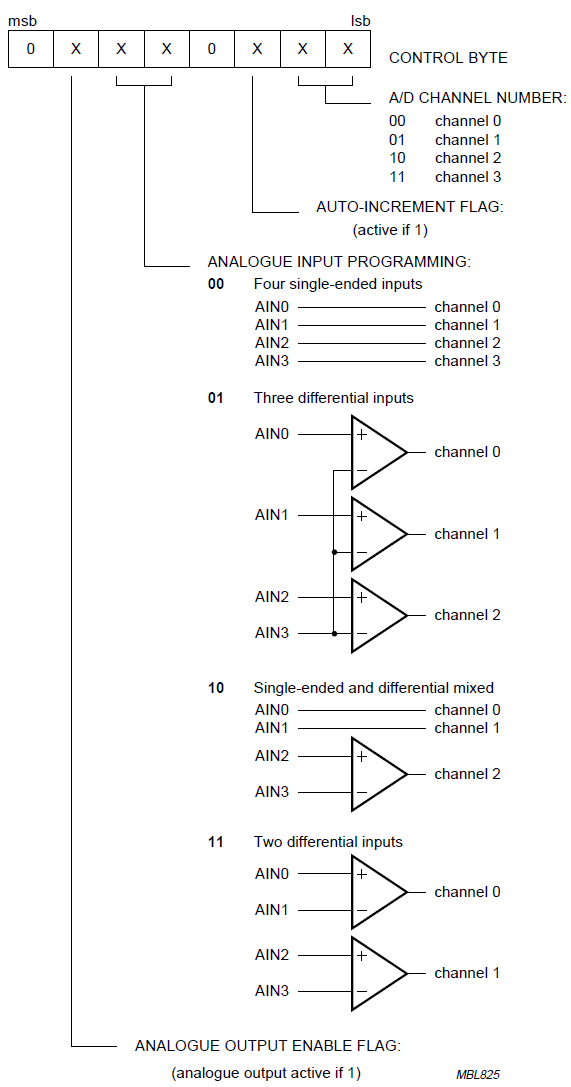 msb lsb
0 X X X 0 X X X
CONTROL BYTE
A/D CHANNEL NUMBER:
00 channel 0
01 channel 1
10 channel 2
11 channel 3
AUTO-INCREMENT FLAG:
(active if 1)
ANALOGUE INPUT PROGRAMMING:
00 Four single-ended inputs
AIN0 channel 0
AIN1 channel 1
AIN2 channel 2
AIN3 channel 3
01 Three differential inputs
AIN0 + channel 0
−
AIN1 + channel 1
−
AIN2 + channel 2
AIN3 −
10 Single-ended and differential mixed
AIN0 channel 0
AIN1 channel 1
AIN2 + channel 2
AIN3 −
11 Two differential inputs
AIN0 + channel 0
AIN1 −
AIN2 + channel 1
AIN3 −
ANALOGUE OUTPUT ENABLE FLAG:
(analogue output active if 1)
MBL825